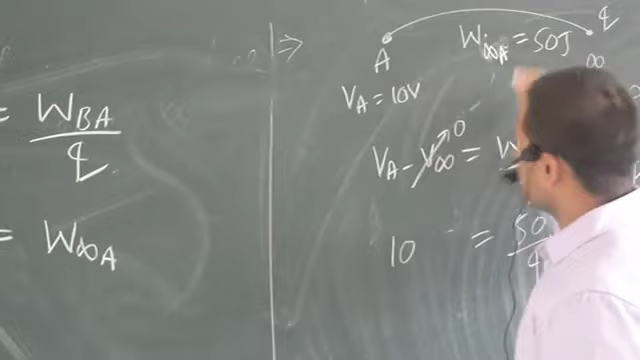 = W_BA / q
= W_∞A
⇒ A q ∞
W_∞A = 50J
V_A = 10V
V_A - V_∞ 0 = W
10 = 50 / q